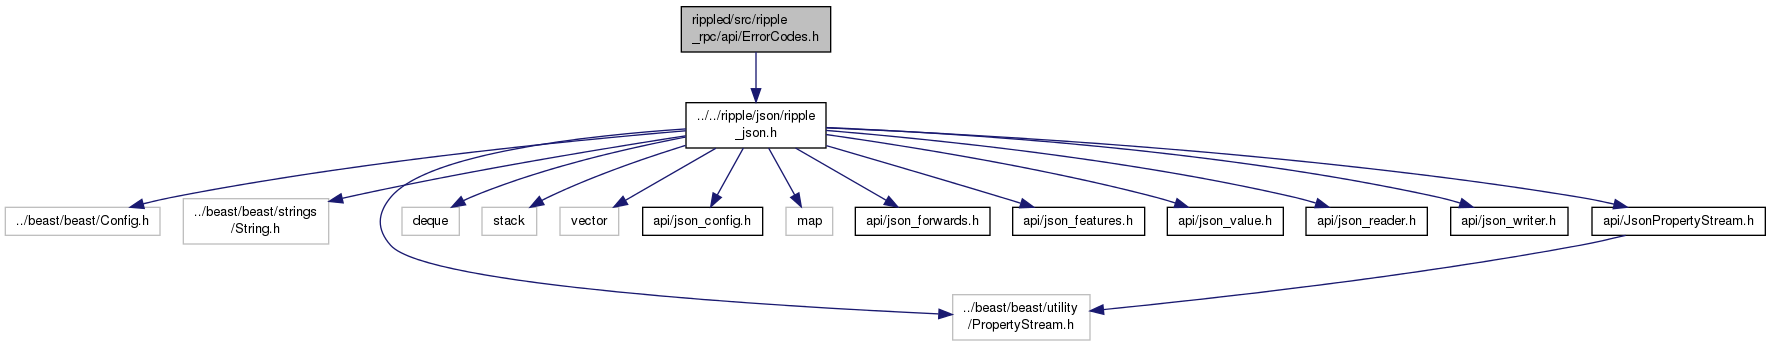 rippled/src/ripple
_rpc/api/ErrorCodes.h
../../ripple/json/ripple
_json.h
../beast/beast/Config.h
../beast/beast/strings
/String.h
deque
stack
vector
api/json_config.h
map
api/json_forwards.h
api/json_features.h
api/json_value.h
api/json_reader.h
api/json_writer.h
api/JsonPropertyStream.h
../beast/beast/utility
/PropertyStream.h